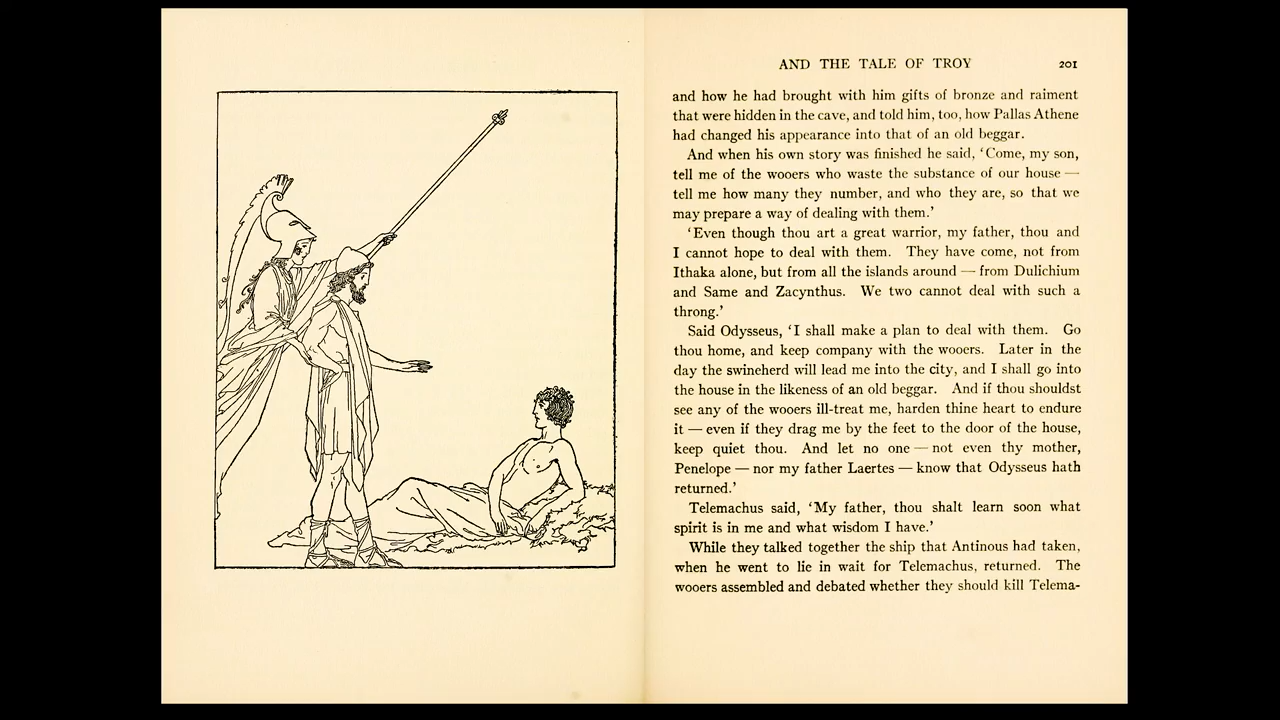 AND THE TALE OF TROY 201
and how he had brought with him gifts of bronze and raiment
that were hidden in the cave, and told him, too, how Pallas Athene
had changed his appearance into that of an old beggar.
And when his own story was finished he said, ‘Come, my son,
tell me of the wooers who waste the substance of our house —
tell me how many they number, and who they are, so that we
may prepare a way of dealing with them.’
‘Even though thou art a great warrior, my father, thou and
I cannot hope to deal with them. They have come, not from
Ithaka alone, but from all the islands around — from Dulichium
and Same and Zacynthus. We two cannot deal with such a
throng.’
Said Odysseus, ‘I shall make a plan to deal with them. Go
thou home, and keep company with the wooers. Later in the
day the swineherd will lead me into the city, and I shall go into
the house in the likeness of an old beggar. And if thou shouldst
see any of the wooers ill-treat me, harden thine heart to endure
it — even if they drag me by the feet to the door of the house,
keep quiet thou. And let no one — not even thy mother,
Penelope — nor my father Laertes — know that Odysseus hath
returned.’
Telemachus said, ‘My father, thou shalt learn soon what
spirit is in me and what wisdom I have.’
While they talked together the ship that Antinous had taken,
when he went to lie in wait for Telemachus, returned. The
wooers assembled and debated whether they should kill Telema-